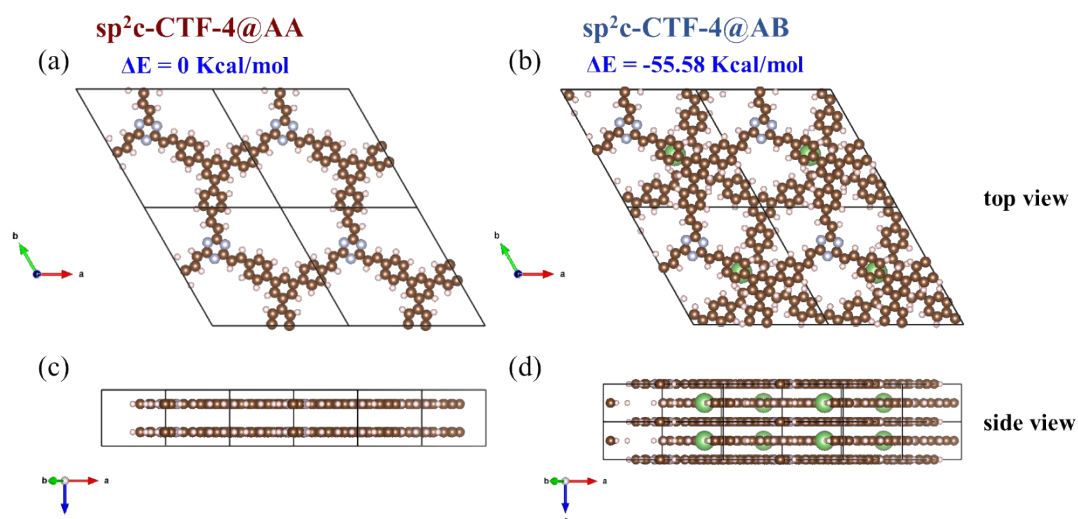 sp²c-CTF-4@AA
sp²c-CTF-4@AB
(a)
ΔE = 0 Kcal/mol
(b)
ΔE = -55.58 Kcal/mol
top view
b
a
b
a
(c)
(d)
side view
b
a
b
a